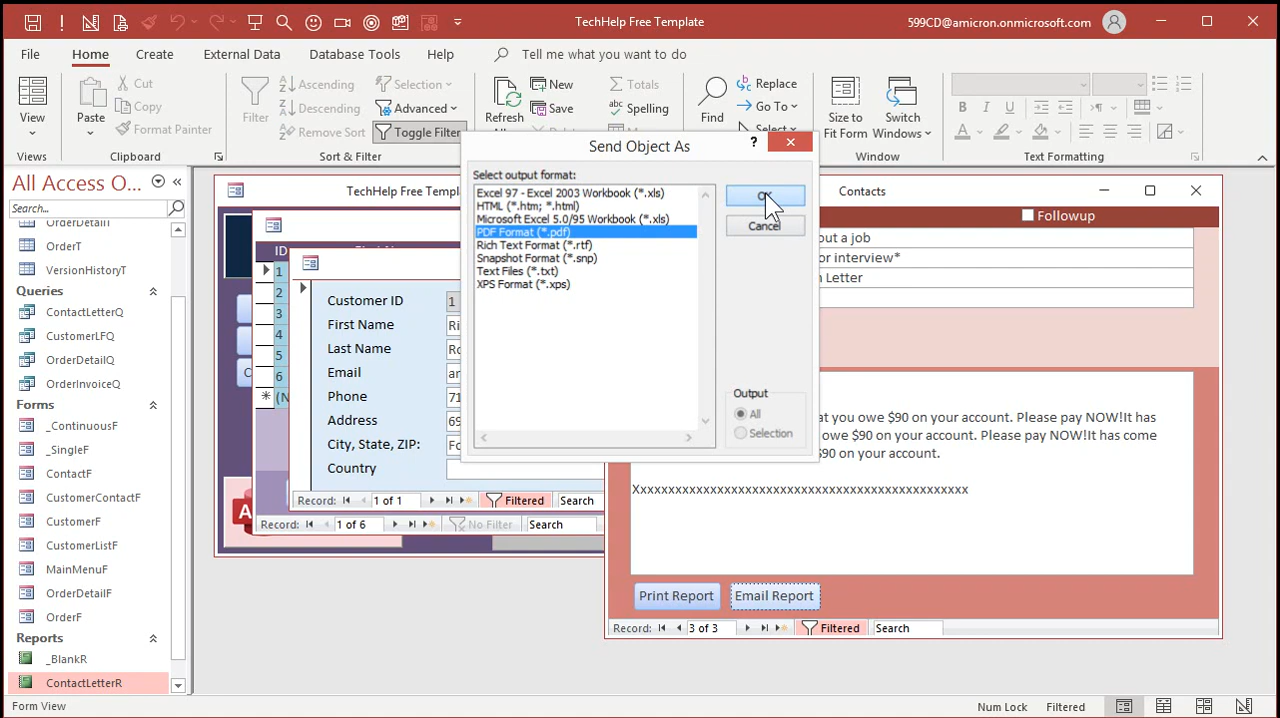 TechHelp Free Template
599CD@amicron.onmicrosoft.com
File
Home
Create
External Data
Database Tools
Help
Tell me what you want to do
View
Views
Paste
Cut
Copy
Format Painter
Clipboard
Filter
Ascending
Descending
Remove Sort
Selection
Advanced
Toggle Filter
Sort & Filter
Refresh
New
Save
Totals
Spelling
Find
Replace
Go To
Select
Size to
Fit Form
Switch
Windows
Window
B I U
Text Formatting
All Access O...
Search...
OrderDetailT
OrderT
VersionHistoryT
Queries
ContactLetterQ
CustomerLFQ
OrderDetailQ
OrderInvoiceQ
Forms
_ContinuousF
_SingleF
ContactF
CustomerContactF
CustomerF
CustomerListF
MainMenuF
OrderDetailF
OrderF
Reports
_BlankR
ContactLetterR
TechHelp Free Templa
ID
1
2
3
4
5
6
Customer ID
1
First Name
Ri
Last Name
Ro
Email
Phone
71
Address
69
City, State, ZIP:
Country
Record:
1 of 1
Filtered
Search
Record:
1 of 6
No Filter
Search
Send Object As
Select output format:
Excel 97 - Excel 2003 Workbook (*.xls)
HTML (*.htm; *.html)
Microsoft Excel 5.0/95 Workbook (*.xls)
PDF Format (*.pdf)
Rich Text Format (*.rtf)
Snapshot Format (*.snp)
Text Files (*.txt)
XPS Format (*.xps)
OK
Cancel
Output
All
Selection
Contacts
Followup
out a job
or interview*
Letter
at you owe $90 on your account. Please pay NOW!It has
owe $90 on your account. Please pay NOW!It has come
$90 on your account.
Print Report
Email Report
Record:
3 of 3
Filtered
Search
Form View
Num Lock
Filtered